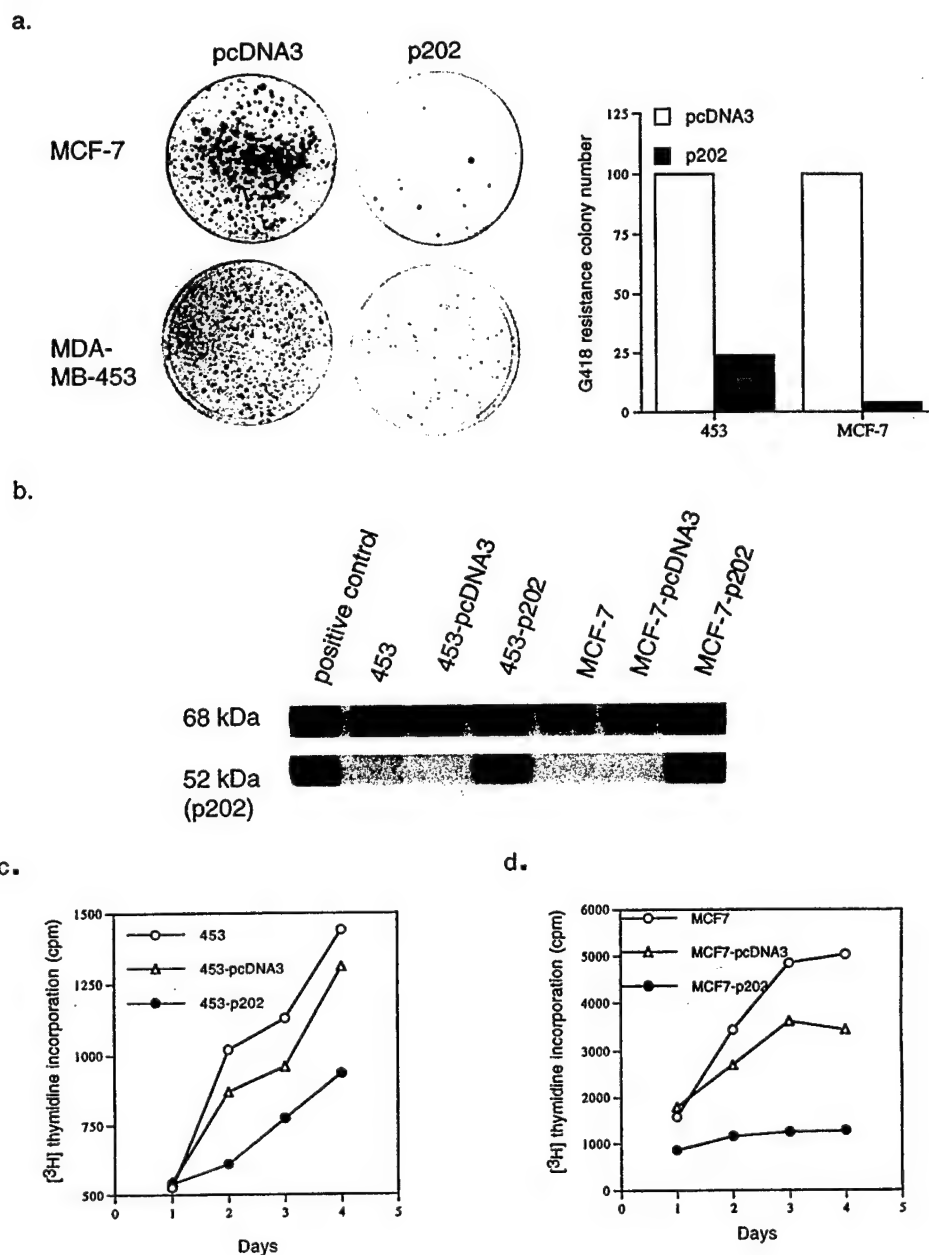 a.
pcDNA3
p202
MCF-7
MDA-
MB-453
G418 resistance colony number
125
100
75
50
25
0
pcDNA3
p202
453
MCF-7
b.
positive control
453
453-pcDNA3
453-p202
MCF-7
MCF-7-pcDNA3
MCF-7-p202
68 kDa
52 kDa
(p202)
c.
[³H] thymidine incorporation (cpm)
1500
1250
1000
750
500
453
453-pcDNA3
453-p202
0
1
2
3
4
5
Days
d.
[³H] thymidine incorporation (cpm)
6000
5000
4000
3000
2000
1000
0
MCF7
MCF7-pcDNA3
MCF7-p202
0
1
2
3
4
5
Days